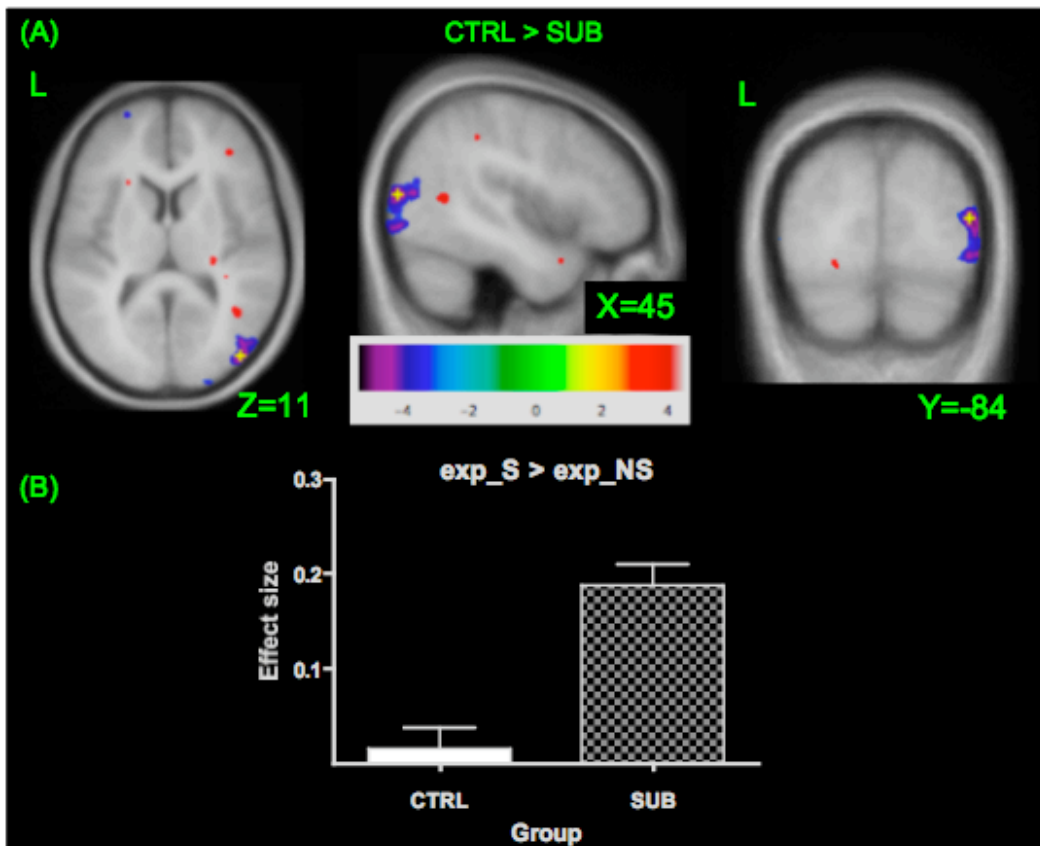 (A)
CTRL > SUB
L
L
Z=11
X=45
Y=-84
-4 -2 0 2 4
(B)
exp_S > exp_NS
0.3
0.2
0.1
Effect size
CTRL SUB
Group